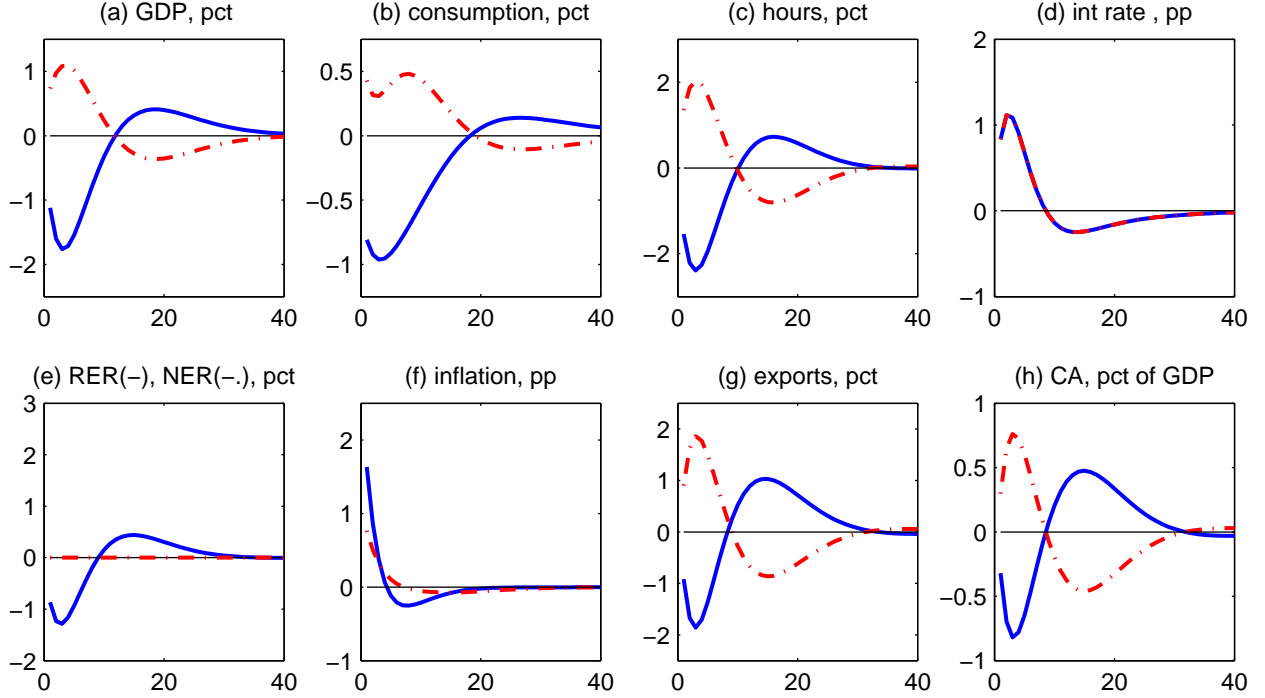 (a) GDP, pct
1
0
−1
−2
0 20 40
(b) consumption, pct
0.5
0
−0.5
−1
0 20 40
(c) hours, pct
2
0
−2
0 20 40
(d) int rate , pp
2
1
0
−1
0 20 40
(e) RER(−), NER(−.), pct
3
2
1
0
−1
−2
0 20 40
(f) inflation, pp
2
1
0
−1
0 20 40
(g) exports, pct
2
1
0
−1
−2
0 20 40
(h) CA, pct of GDP
1
0.5
0
−0.5
−1
0 20 40